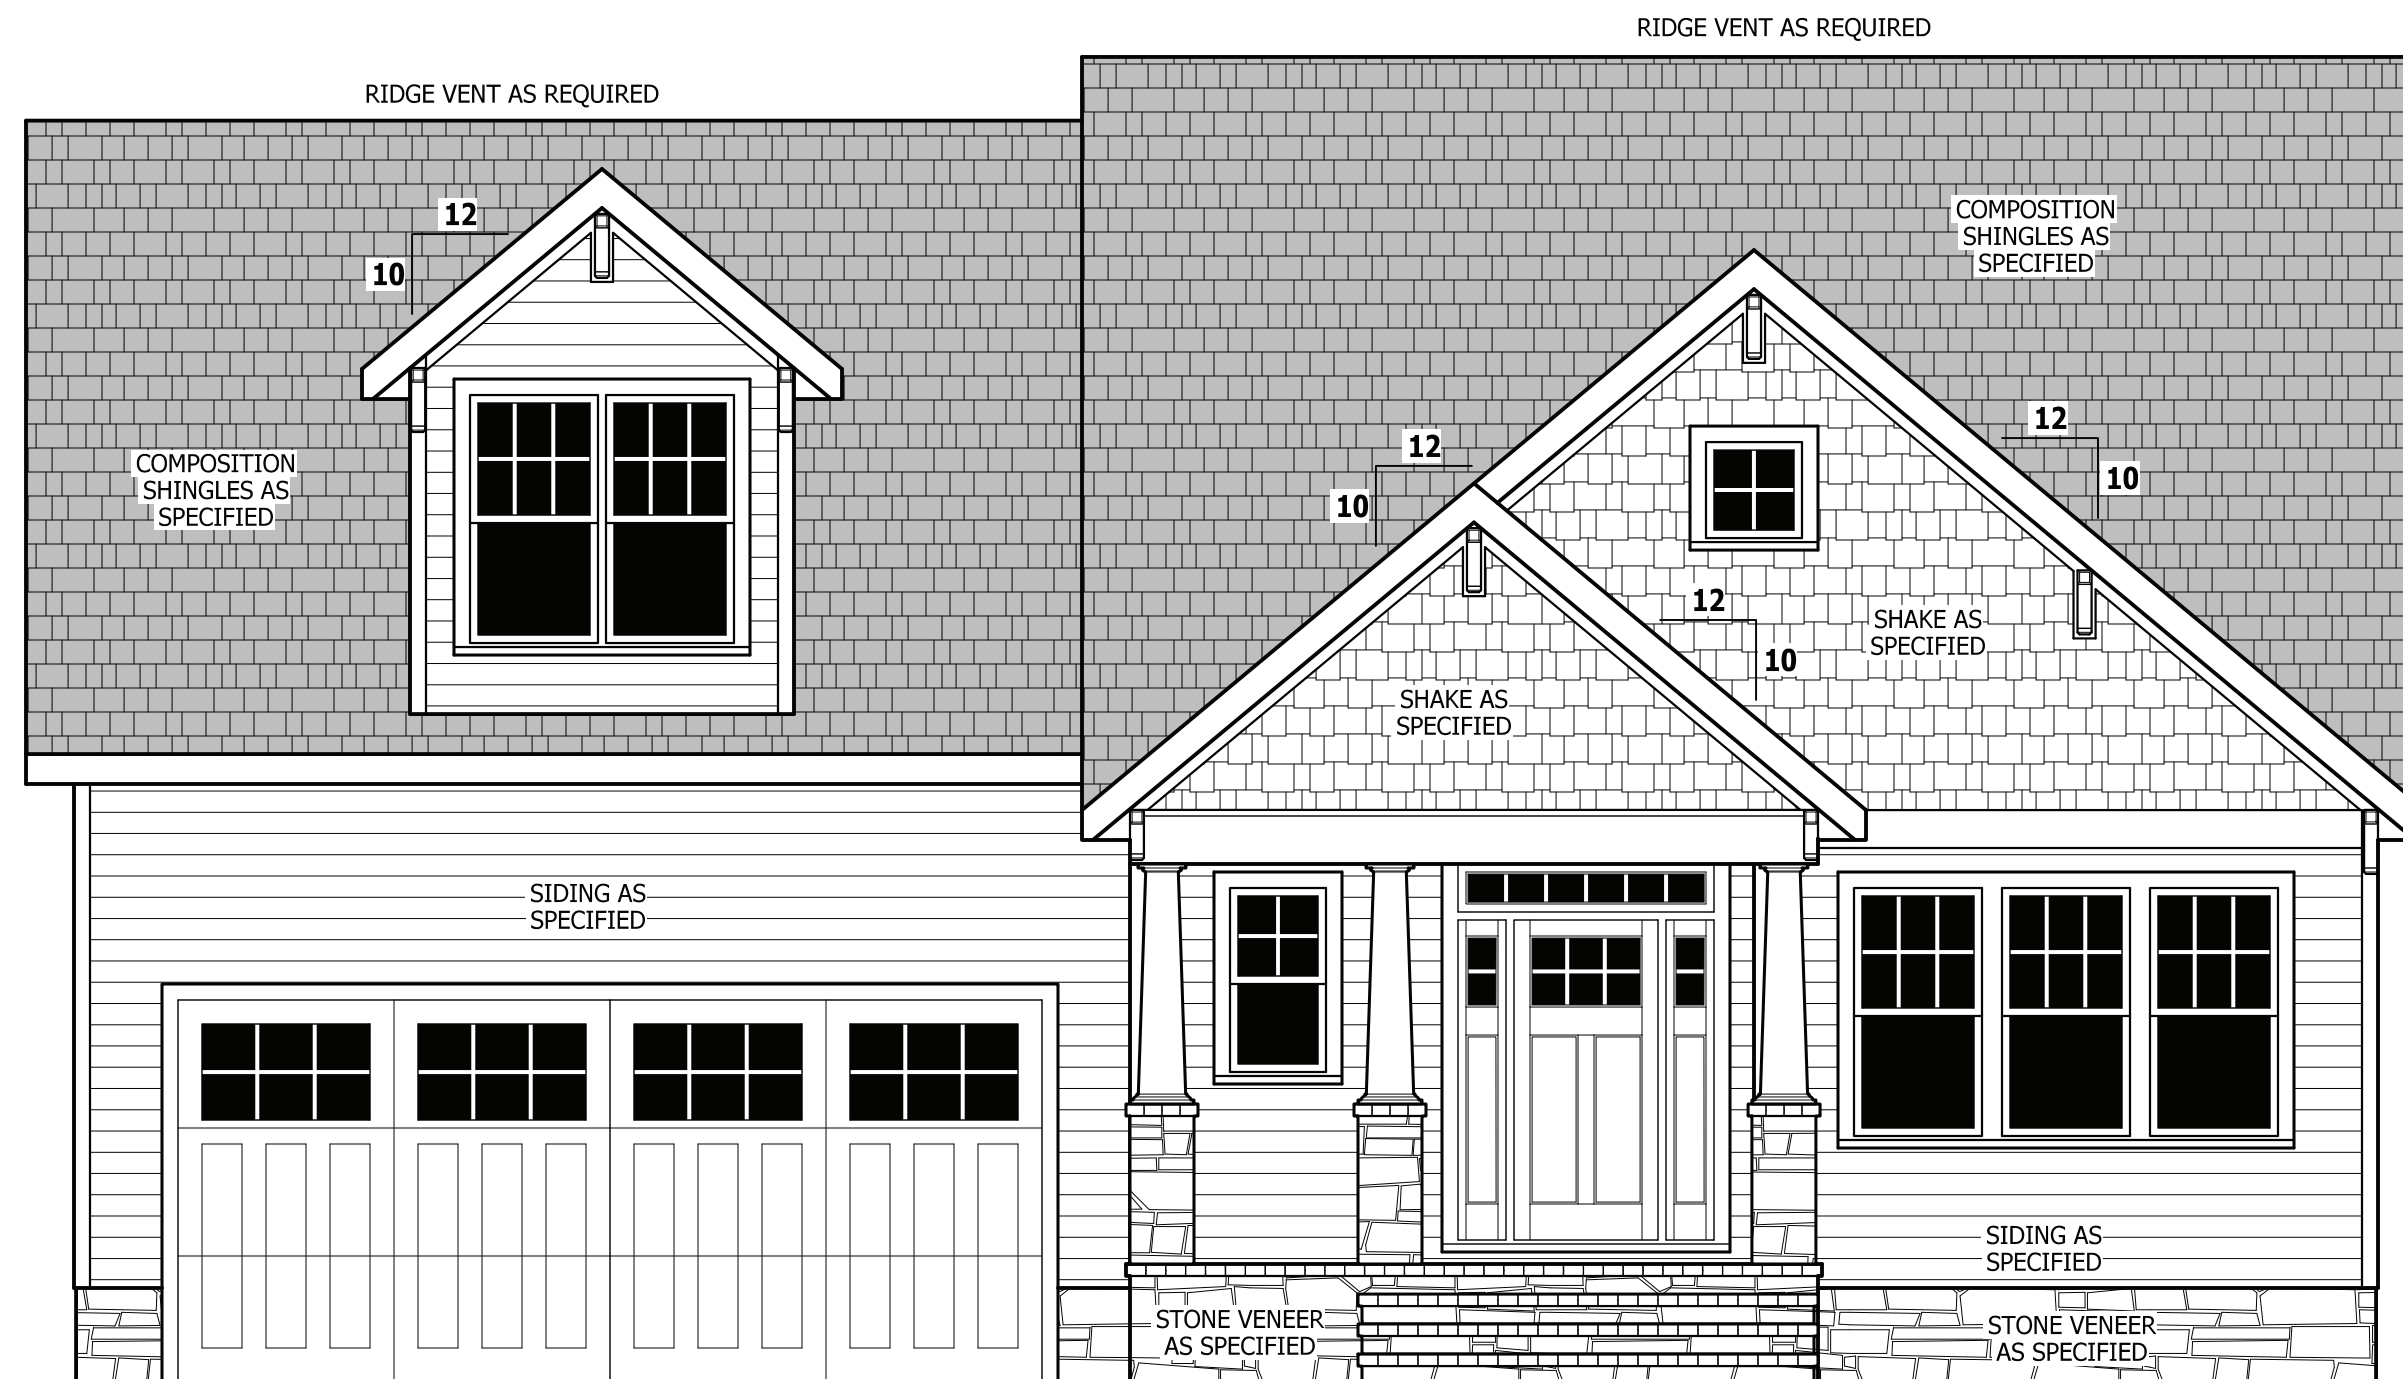 RIDGE VENT AS REQUIRED
RIDGE VENT AS REQUIRED
12
10
COMPOSITION
SHINGLES AS
SPECIFIED
COMPOSITION
SHINGLES AS
SPECIFIED
12
10
12
10
12
10
SHAKE AS
SPECIFIED
SHAKE AS
SPECIFIED
SIDING AS
SPECIFIED
SIDING AS
SPECIFIED
STONE VENEER
AS SPECIFIED
STONE VENEER
AS SPECIFIED